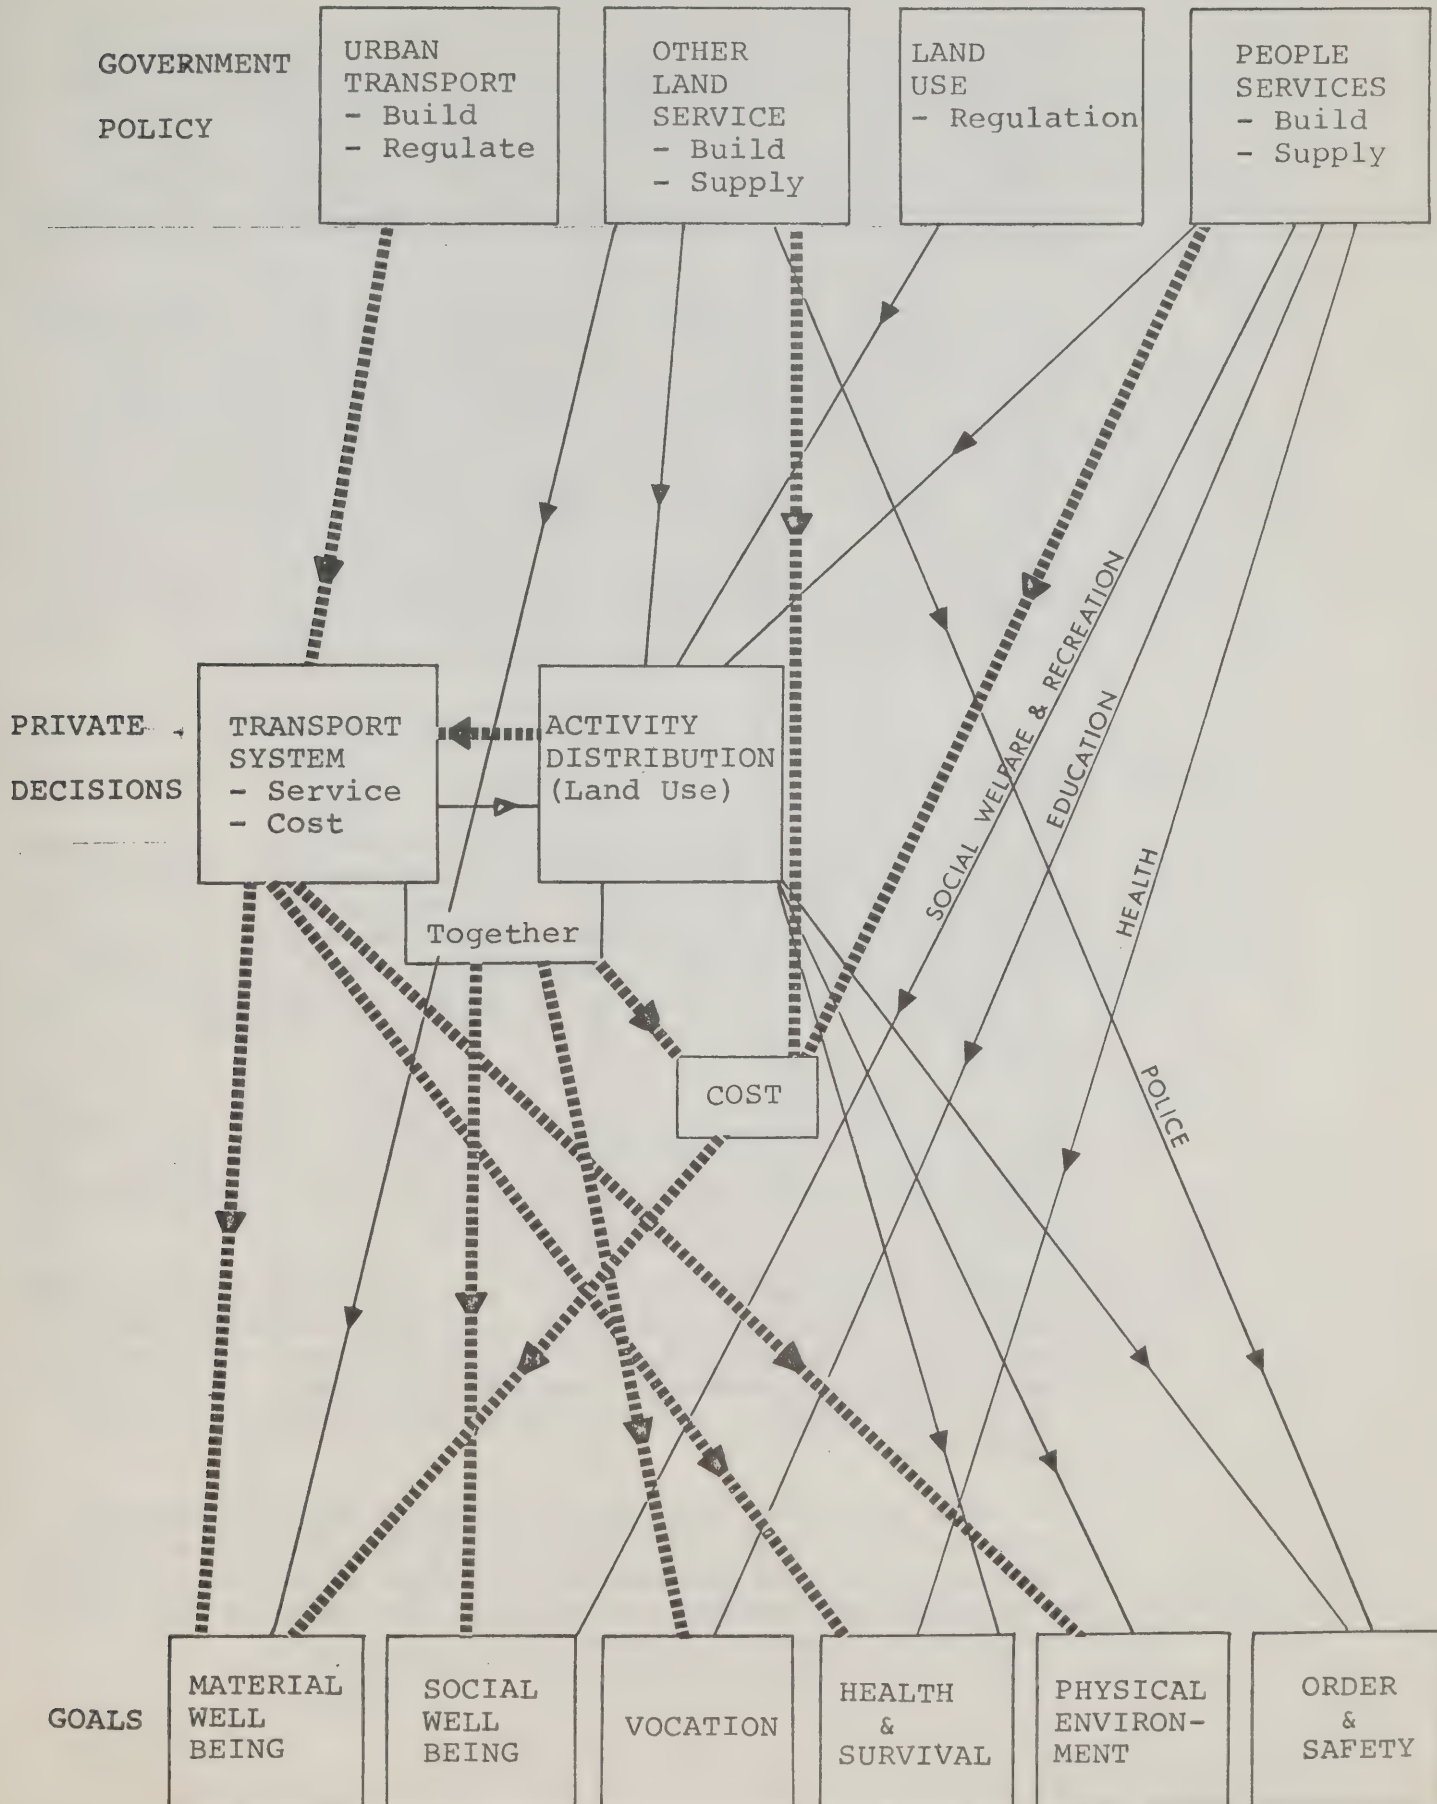 GOVERNMENT
POLICY
URBAN
TRANSPORT
- Build
- Regulate
OTHER
LAND
SERVICE
- Build
- Supply
LAND
USE
- Regulation
PEOPLE
SERVICES
- Build
- Supply
PRIVATE
DECISIONS
TRANSPORT
SYSTEM
- Service
- Cost
ACTIVITY
DISTRIBUTION
(Land Use)
Together
COST
SOCIAL WELFARE & RECREATION
EDUCATION
HEALTH
POLICE
GOALS
MATERIAL
WELL
BEING
SOCIAL
WELL
BEING
VOCATION
HEALTH
&
SURVIVAL
PHYSICAL
ENVIRON-
MENT
ORDER
&
SAFETY